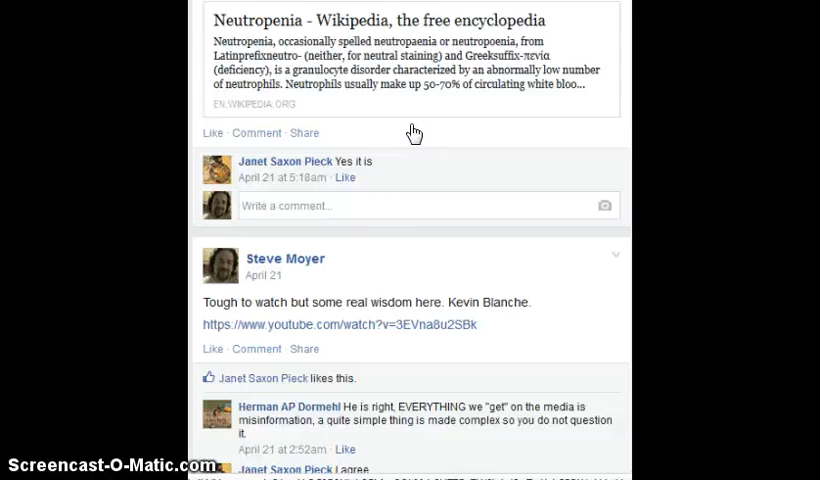 Neutropenia - Wikipedia, the free encyclopedia
Neutropenia, occasionally spelled neutropaenia or neutropoenia, from
Latinprefixneutro- (neither, for neutral staining) and Greeksuffix-πενία
(deficiency), is a granulocyte disorder characterized by an abnormally low number
of neutrophils. Neutrophils usually make up 50-70% of circulating white bloo...
EN.WIKIPEDIA.ORG
Like · Comment · Share
Janet Saxon Pieck Yes it is
April 21 at 5:18am · Like
Write a comment...
Steve Moyer
April 21
Tough to watch but some real wisdom here. Kevin Blanche.
https://www.youtube.com/watch?v=3EVna8u2SBk
Like · Comment · Share
Janet Saxon Pieck likes this.
Herman AP Dormehl He is right, EVERYTHING we "get" on the media is
misinformation, a quite simple thing is made complex so you do not question
it.
April 21 at 2:52am · Like
Janet Saxon Pieck I agree
Screencast-O-Matic.com